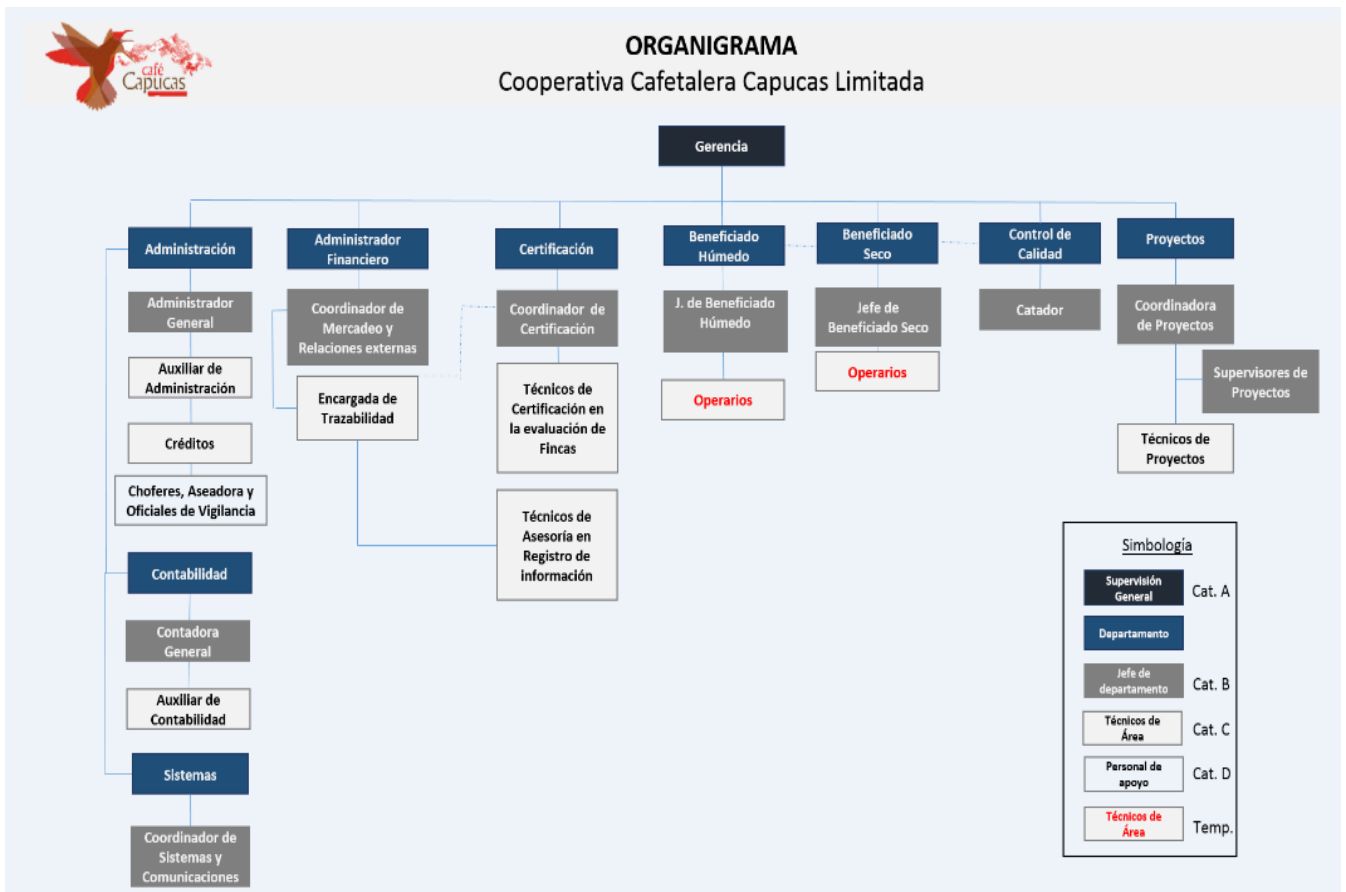 café
Capucas
ORGANIGRAMA
Cooperativa Cafetalera Capucas Limitada
Gerencia
Administración
Administrador
Financiero
Certificación
Beneficiado
Húmedo
Beneficiado
Seco
Control de
Calidad
Proyectos
Administrador
General
Coordinador de
Mercadeo y
Relaciones externas
Coordinador de
Certificación
J. de Beneficiado
Húmedo
Jefe de
Beneficiado Seco
Catador
Coordinadora
de Proyectos
Auxiliar de
Administración
Encargada de
Trazabilidad
Técnicos de
Certificación en
la evaluación de
Fincas
Operarios
Operarios
Supervisores de
Proyectos
Créditos
Técnicos de
Proyectos
Choferes, Aseadora y
Oficiales de Vigilancia
Técnicos de
Asesoría en
Registro de
información
Contabilidad
Contadora
General
Auxiliar de
Contabilidad
Sistemas
Coordinador de
Sistemas y
Comunicaciones
Simbología
Supervisión
General
Cat. A
Departamento
Jefe de
departamento
Cat. B
Técnicos de
Área
Cat. C
Personal de
apoyo
Cat. D
Técnicos de
Área
Temp.